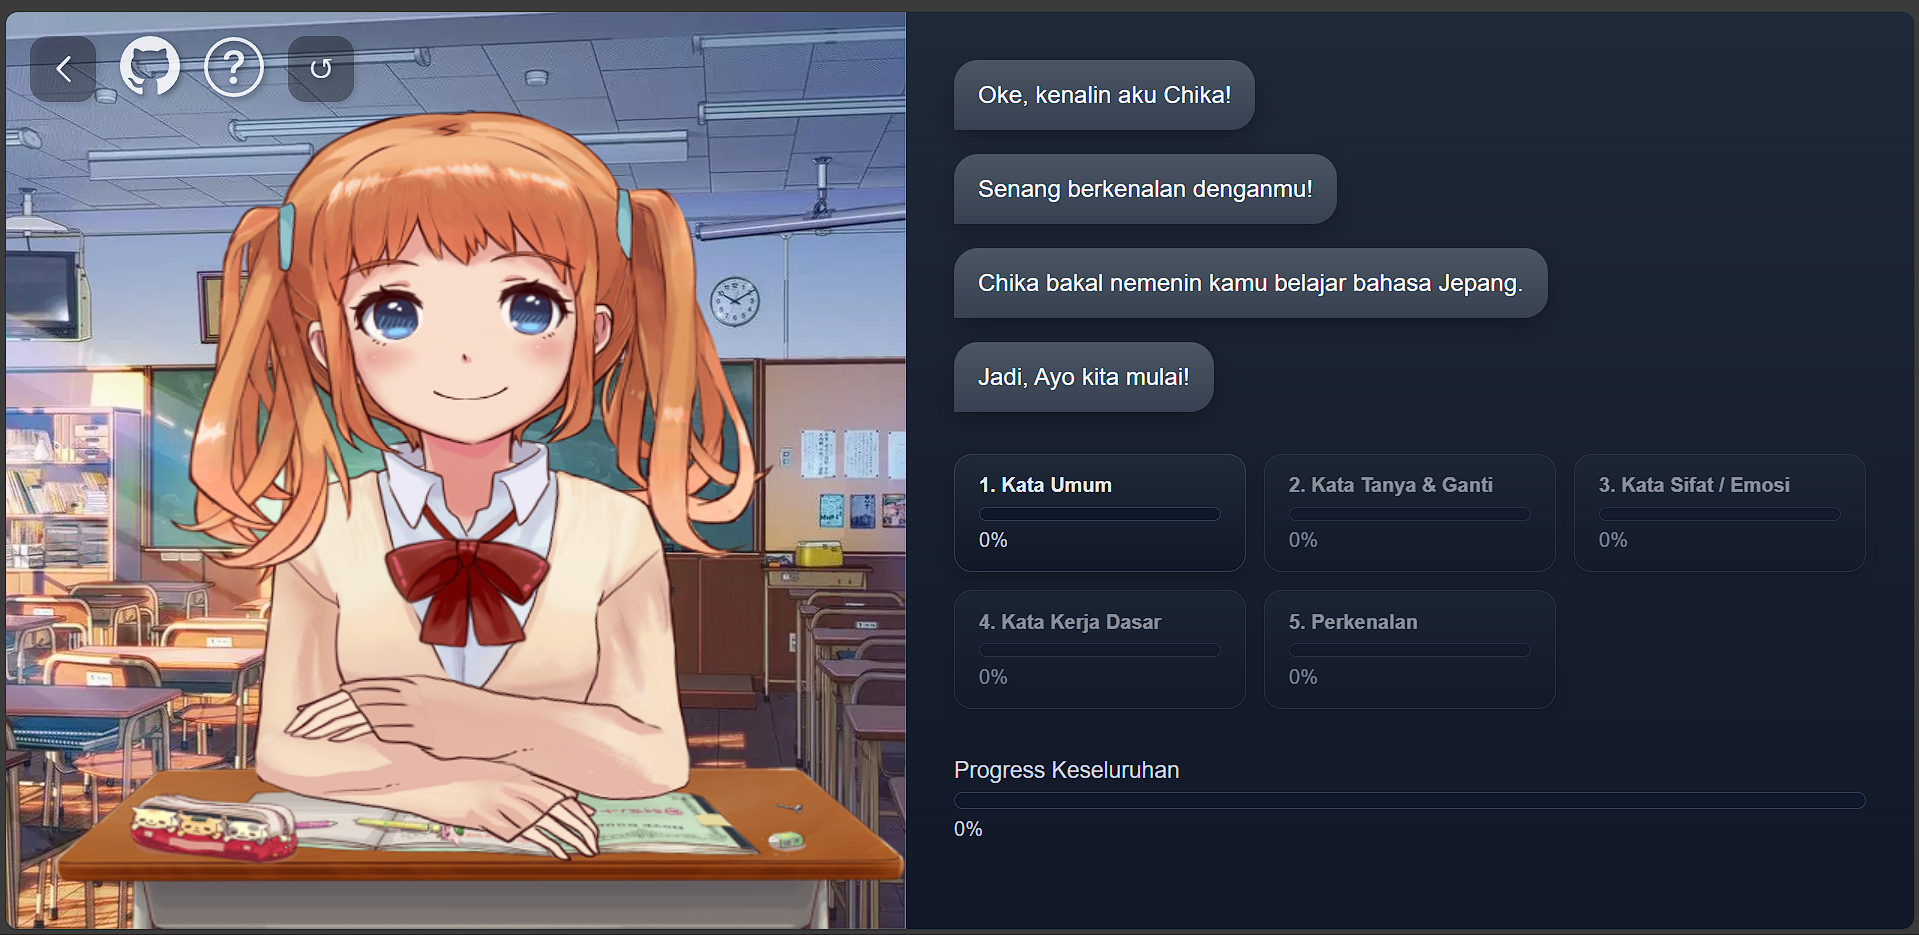 Oke, kenalin aku Chika!
Senang berkenalan denganmu!
Chika bakal nemenin kamu belajar bahasa Jepang.
Jadi, Ayo kita mulai!
1. Kata Umum
0%
2. Kata Tanya & Ganti
0%
3. Kata Sifat / Emosi
0%
4. Kata Kerja Dasar
0%
5. Perkenalan
0%
Progress Keseluruhan
0%